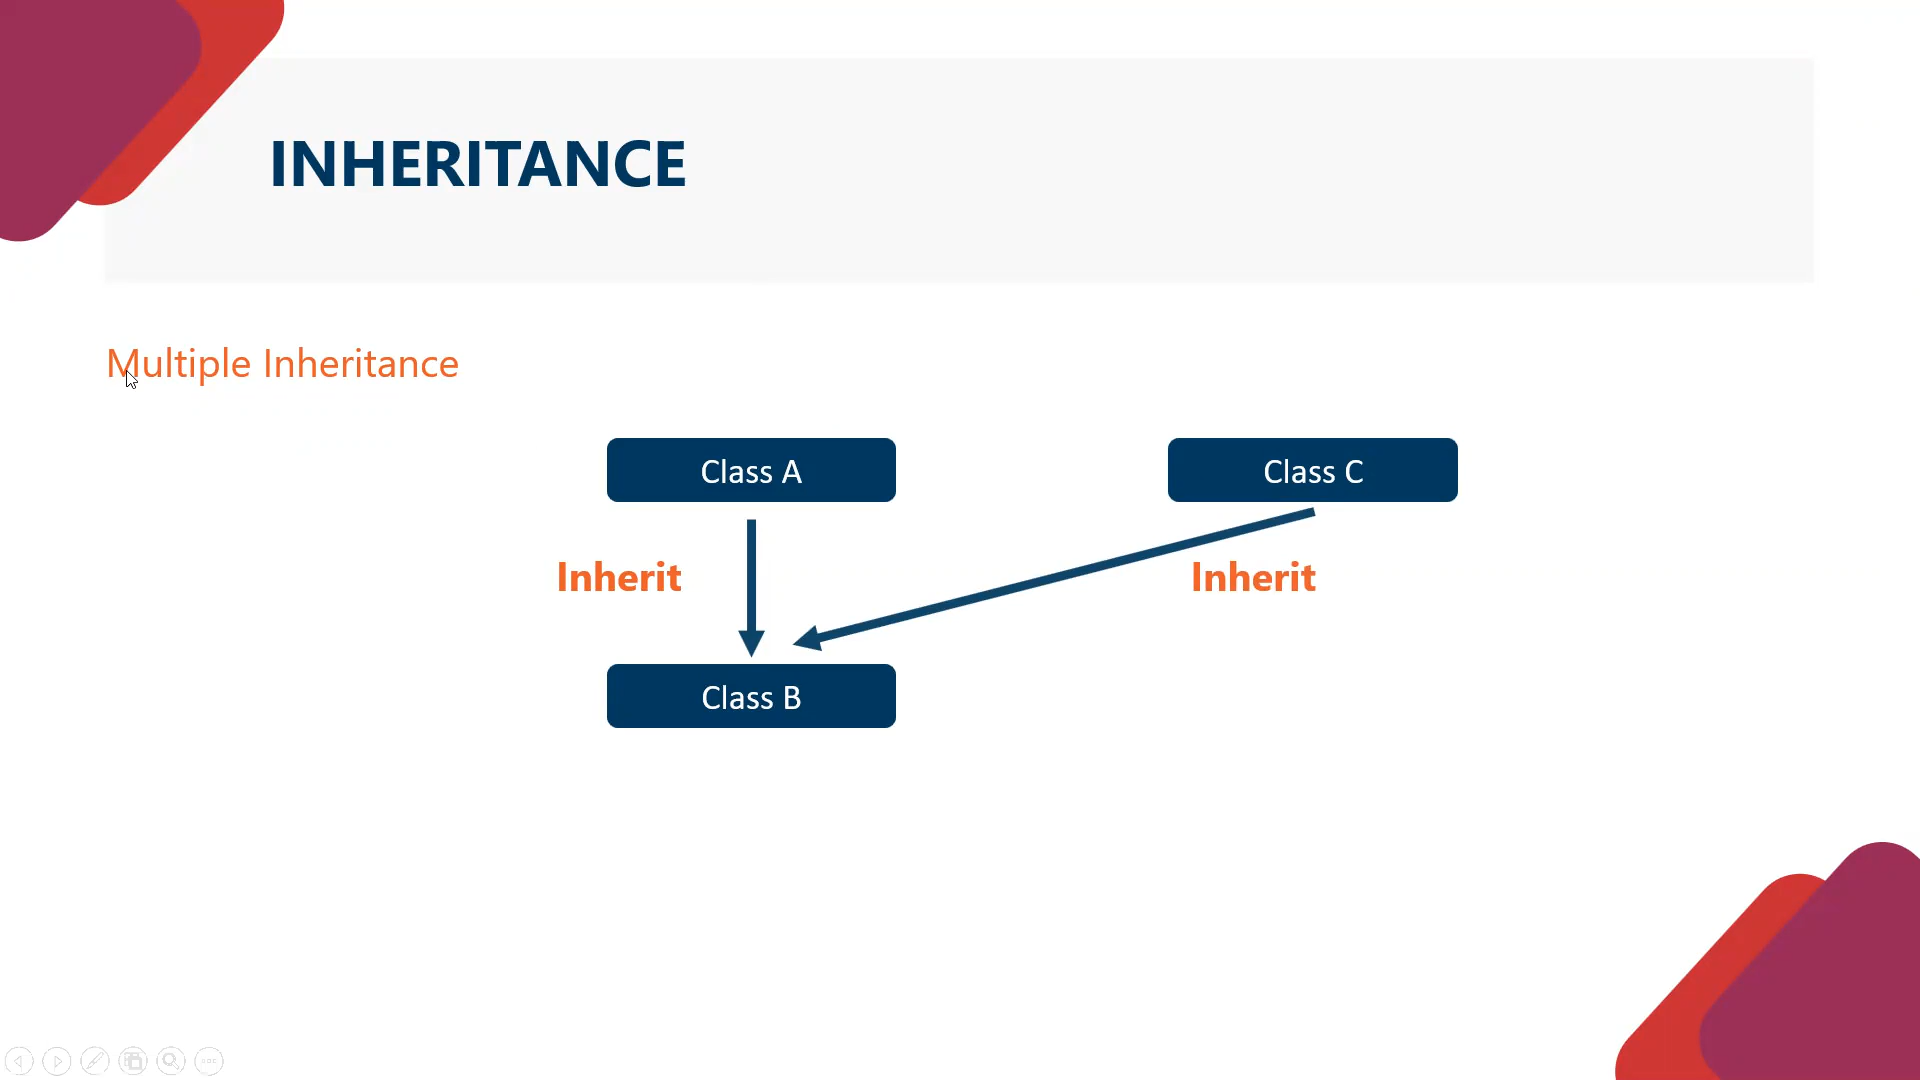 INHERITANCE
Multiple Inheritance
Class A
Class C
Inherit
Inherit
Class B